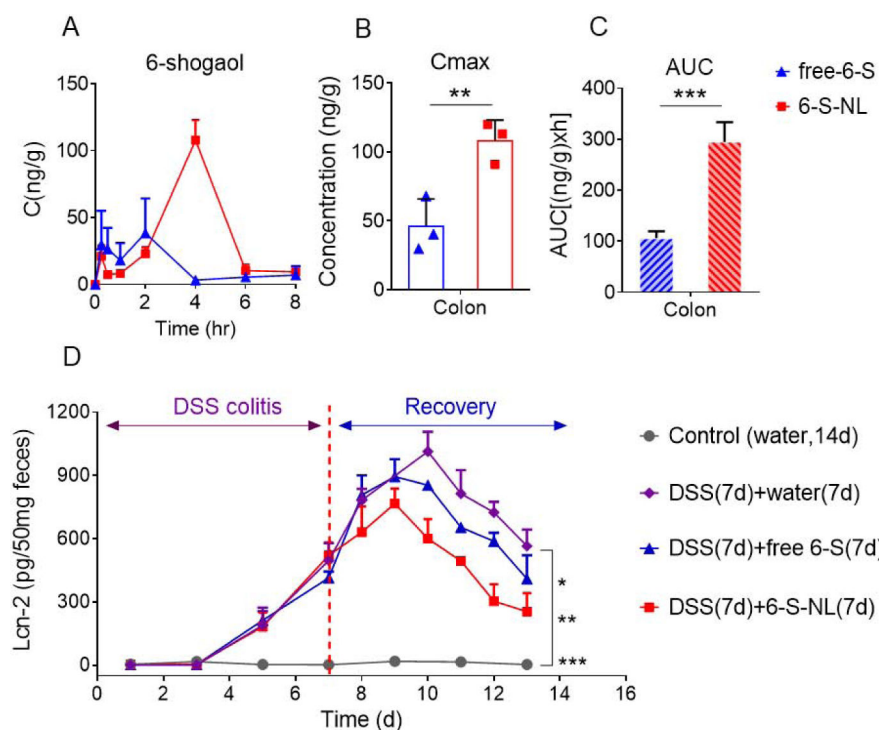 A
6-shogaol
C(ng/g)
150
100
50
0
0 2 4 6 8
Time (hr)
B
Cmax
**
Concentration (ng/g)
150
100
50
0
Colon
C
AUC
***
AUC[(ng/g)xh]
400
300
200
100
0
Colon
free-6-S
6-S-NL
D
DSS colitis
Recovery
Lcn-2 (pg/50mg feces)
1200
900
600
300
0
0 2 4 6 8 10 12 14 16
Time (d)
*
**
***
Control (water,14d)
DSS(7d)+water(7d)
DSS(7d)+free 6-S(7d)
DSS(7d)+6-S-NL(7d)